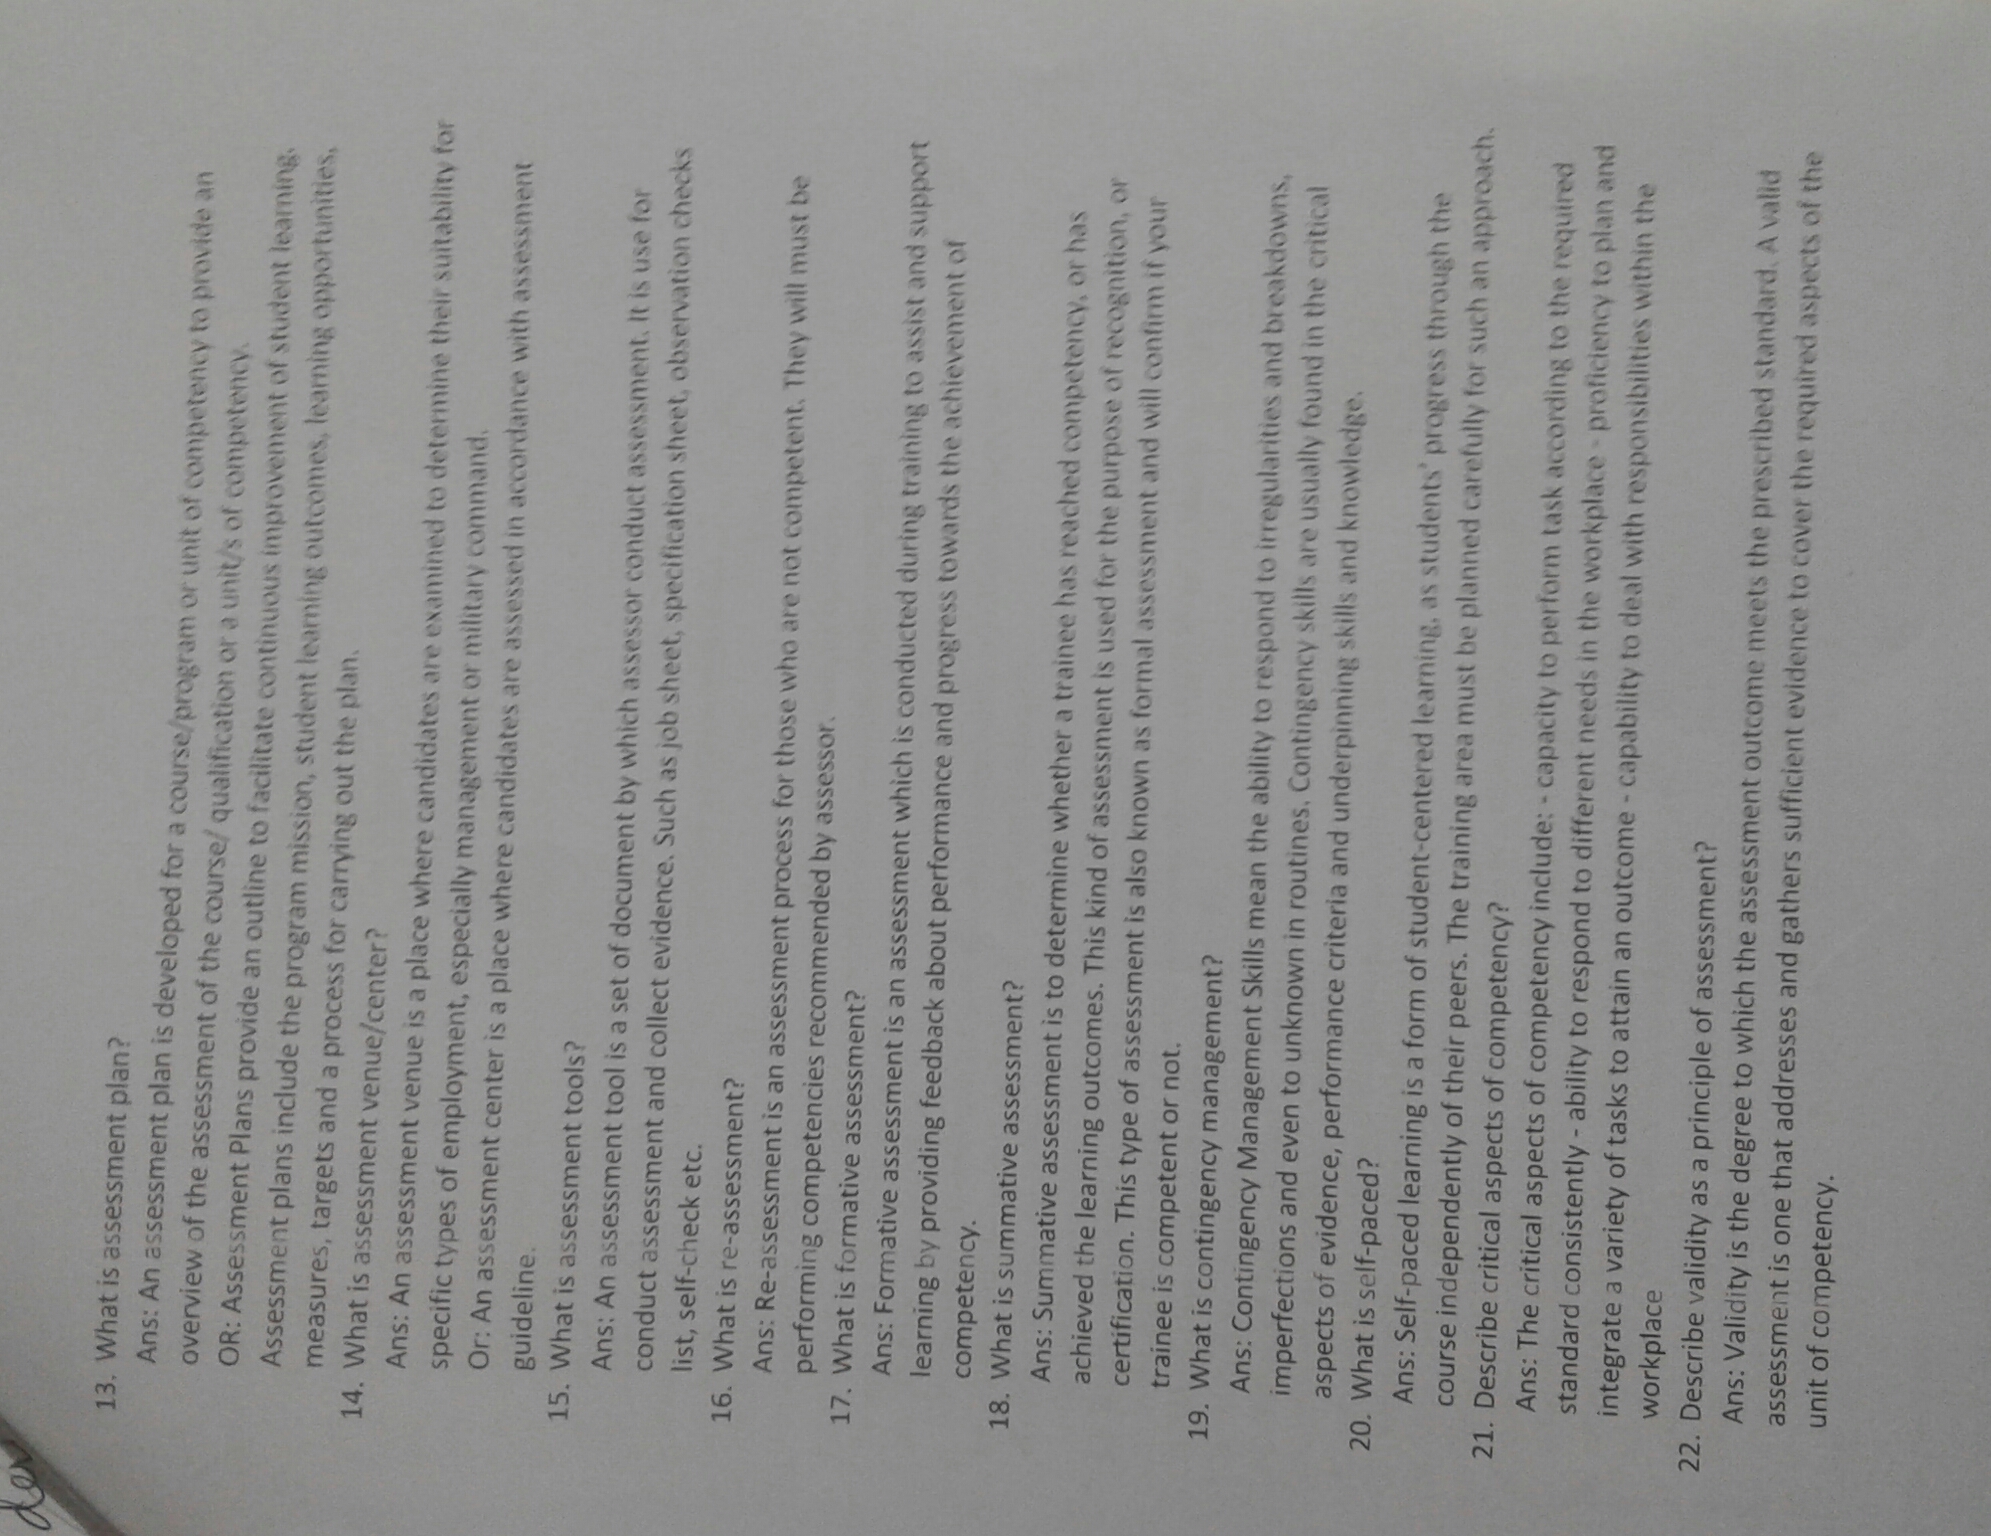 13. What is assessment plan?
Ans: An assessment plan is developed for a course/program or unit of competency to provide an
overview of the assessment of the course/ qualification or a unit/s of competency.
OR: Assessment Plans provide an outline to facilitate continuous improvement of student learning.
Assessment plans include the program mission, student learning outcomes, learning opportunities,
measures, targets and a process for carrying out the plan.
14. What is assessment venue/center?
Ans: An assessment venue is a place where candidates are examined to determine their suitability for
specific types of employment, especially management or military command.
Or: An assessment center is a place where candidates are assessed in accordance with assessment
guideline.
15. What is assessment tools?
Ans: An assessment tool is a set of document by which assessor conduct assessment. It is use for
conduct assessment and collect evidence. Such as job sheet, specification sheet, observation checks
list, self-check etc.
16. What is re-assessment?
Ans: Re-assessment is an assessment process for those who are not competent. They will must be
performing competencies recommended by assessor.
17. What is formative assessment?
Ans: Formative assessment is an assessment which is conducted during training to assist and support
learning by providing feedback about performance and progress towards the achievement of
competency.
18. What is summative assessment?
Ans: Summative assessment is to determine whether a trainee has reached competency, or has
achieved the learning outcomes. This kind of assessment is used for the purpose of recognition, or
certification. This type of assessment is also known as formal assessment and will confirm if your
trainee is competent or not.
19. What is contingency management?
Ans: Contingency Management Skills mean the ability to respond to irregularities and breakdowns,
imperfections and even to unknown in routines. Contingency skills are usually found in the critical
aspects of evidence, performance criteria and underpinning skills and knowledge.
20. What is self-paced?
Ans: Self-paced learning is a form of student-centered learning, as students' progress through the
course independently of their peers. The training area must be planned carefully for such an approach.
21. Describe critical aspects of competency?
Ans: The critical aspects of competency include: - capacity to perform task according to the required
standard consistently - ability to respond to different needs in the workplace - proficiency to plan and
integrate a variety of tasks to attain an outcome - capability to deal with responsibilities within the
workplace
22. Describe validity as a principle of assessment?
Ans: Validity is the degree to which the assessment outcome meets the prescribed standard. A valid
assessment is one that addresses and gathers sufficient evidence to cover the required aspects of the
unit of competency.